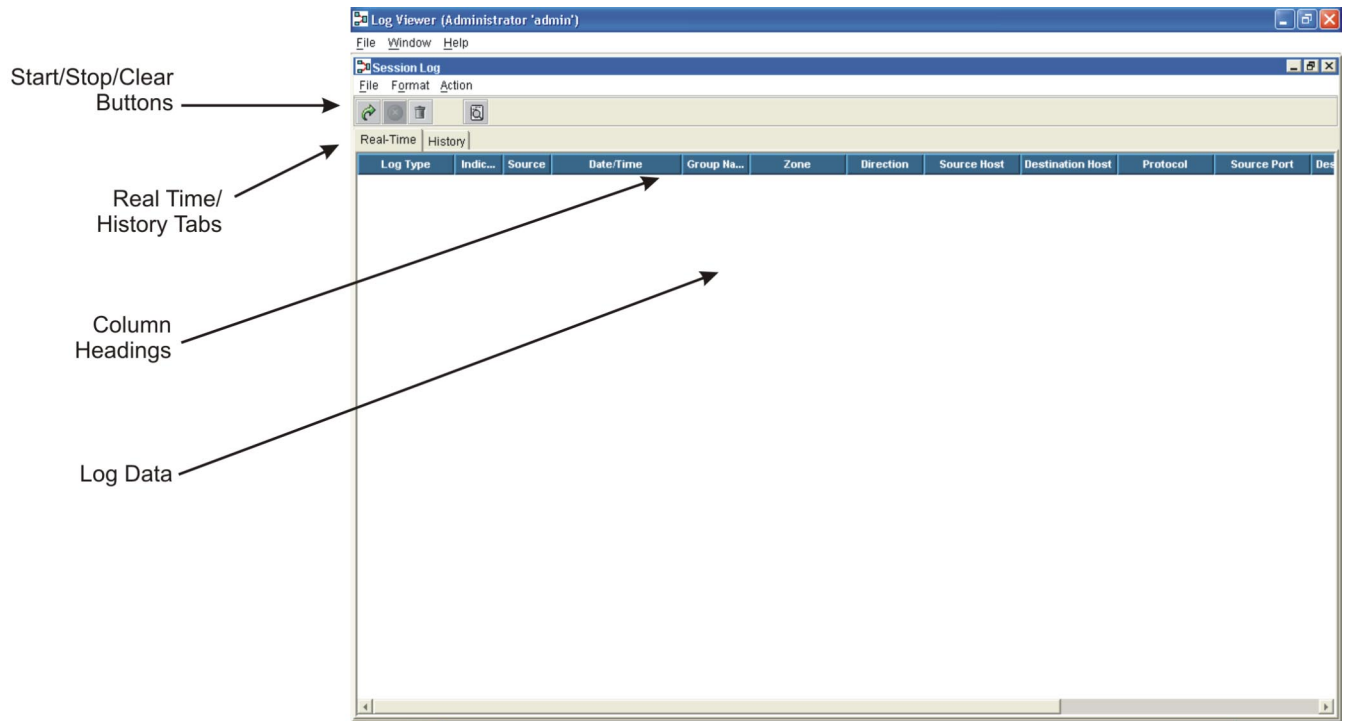 Log Viewer (Administrator 'admin')
File Window Help
Session Log
File Format Action
Start/Stop/Clear
Buttons
Real-Time History
Log Type Indic... Source Date/Time Group Na... Zone Direction Source Host Destination Host Protocol Source Port Des
Real Time/
History Tabs
Column
Headings
Log Data